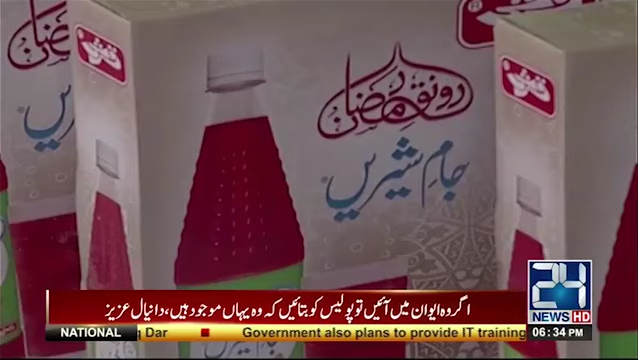 قرشی
رونقِ رمضان
جامِ شیریں
اگر وہ ایوان میں آئیں تو پولیس کو بتائیں کہ وہ یہاں موجود ہیں، دانیال عزیز
NATIONAL
Dar
Government also plans to provide IT training
24
NEWS HD
06:34 PM